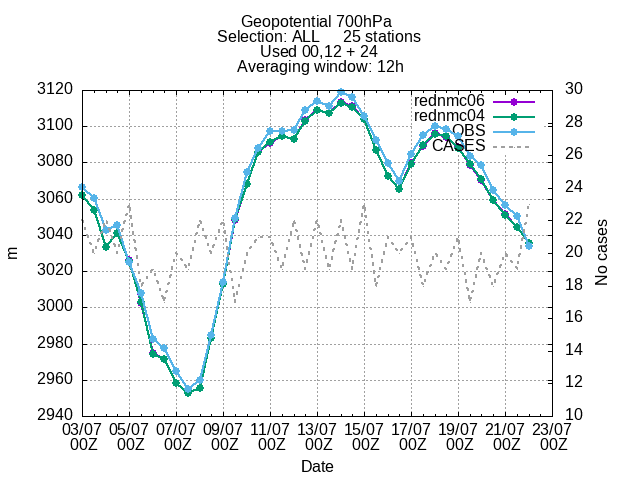 Geopotential 700hPa
Selection: ALL 25 stations
Used 00,12 + 24
Averaging window: 12h
3120
3100
3080
3060
3040
3020
3000
2980
2960
2940
m
rednmc06
rednmc04
OBS
CASES
30
28
26
24
22
20
18
16
14
12
10
No cases
03/07 05/07 07/07 09/07 11/07 13/07 15/07 17/07 19/07 21/07 23/07
00Z 00Z 00Z 00Z 00Z 00Z 00Z 00Z 00Z 00Z 00Z
Date